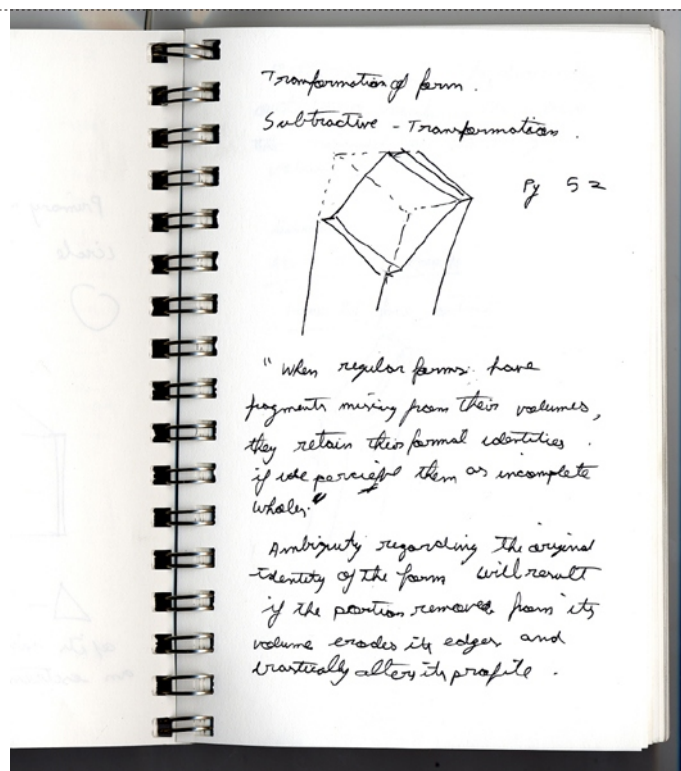 Transformation of form.
Subtractive - Transformation.
Pg 52
"When regular forms have
fragments missing from their volumes,
they retain their formal identities
if we perceive them as incomplete
wholes."
Ambiguity regarding the original
identity of the form will result
if the portion removed from its
volume erodes its edges and
drastically alters its profile.